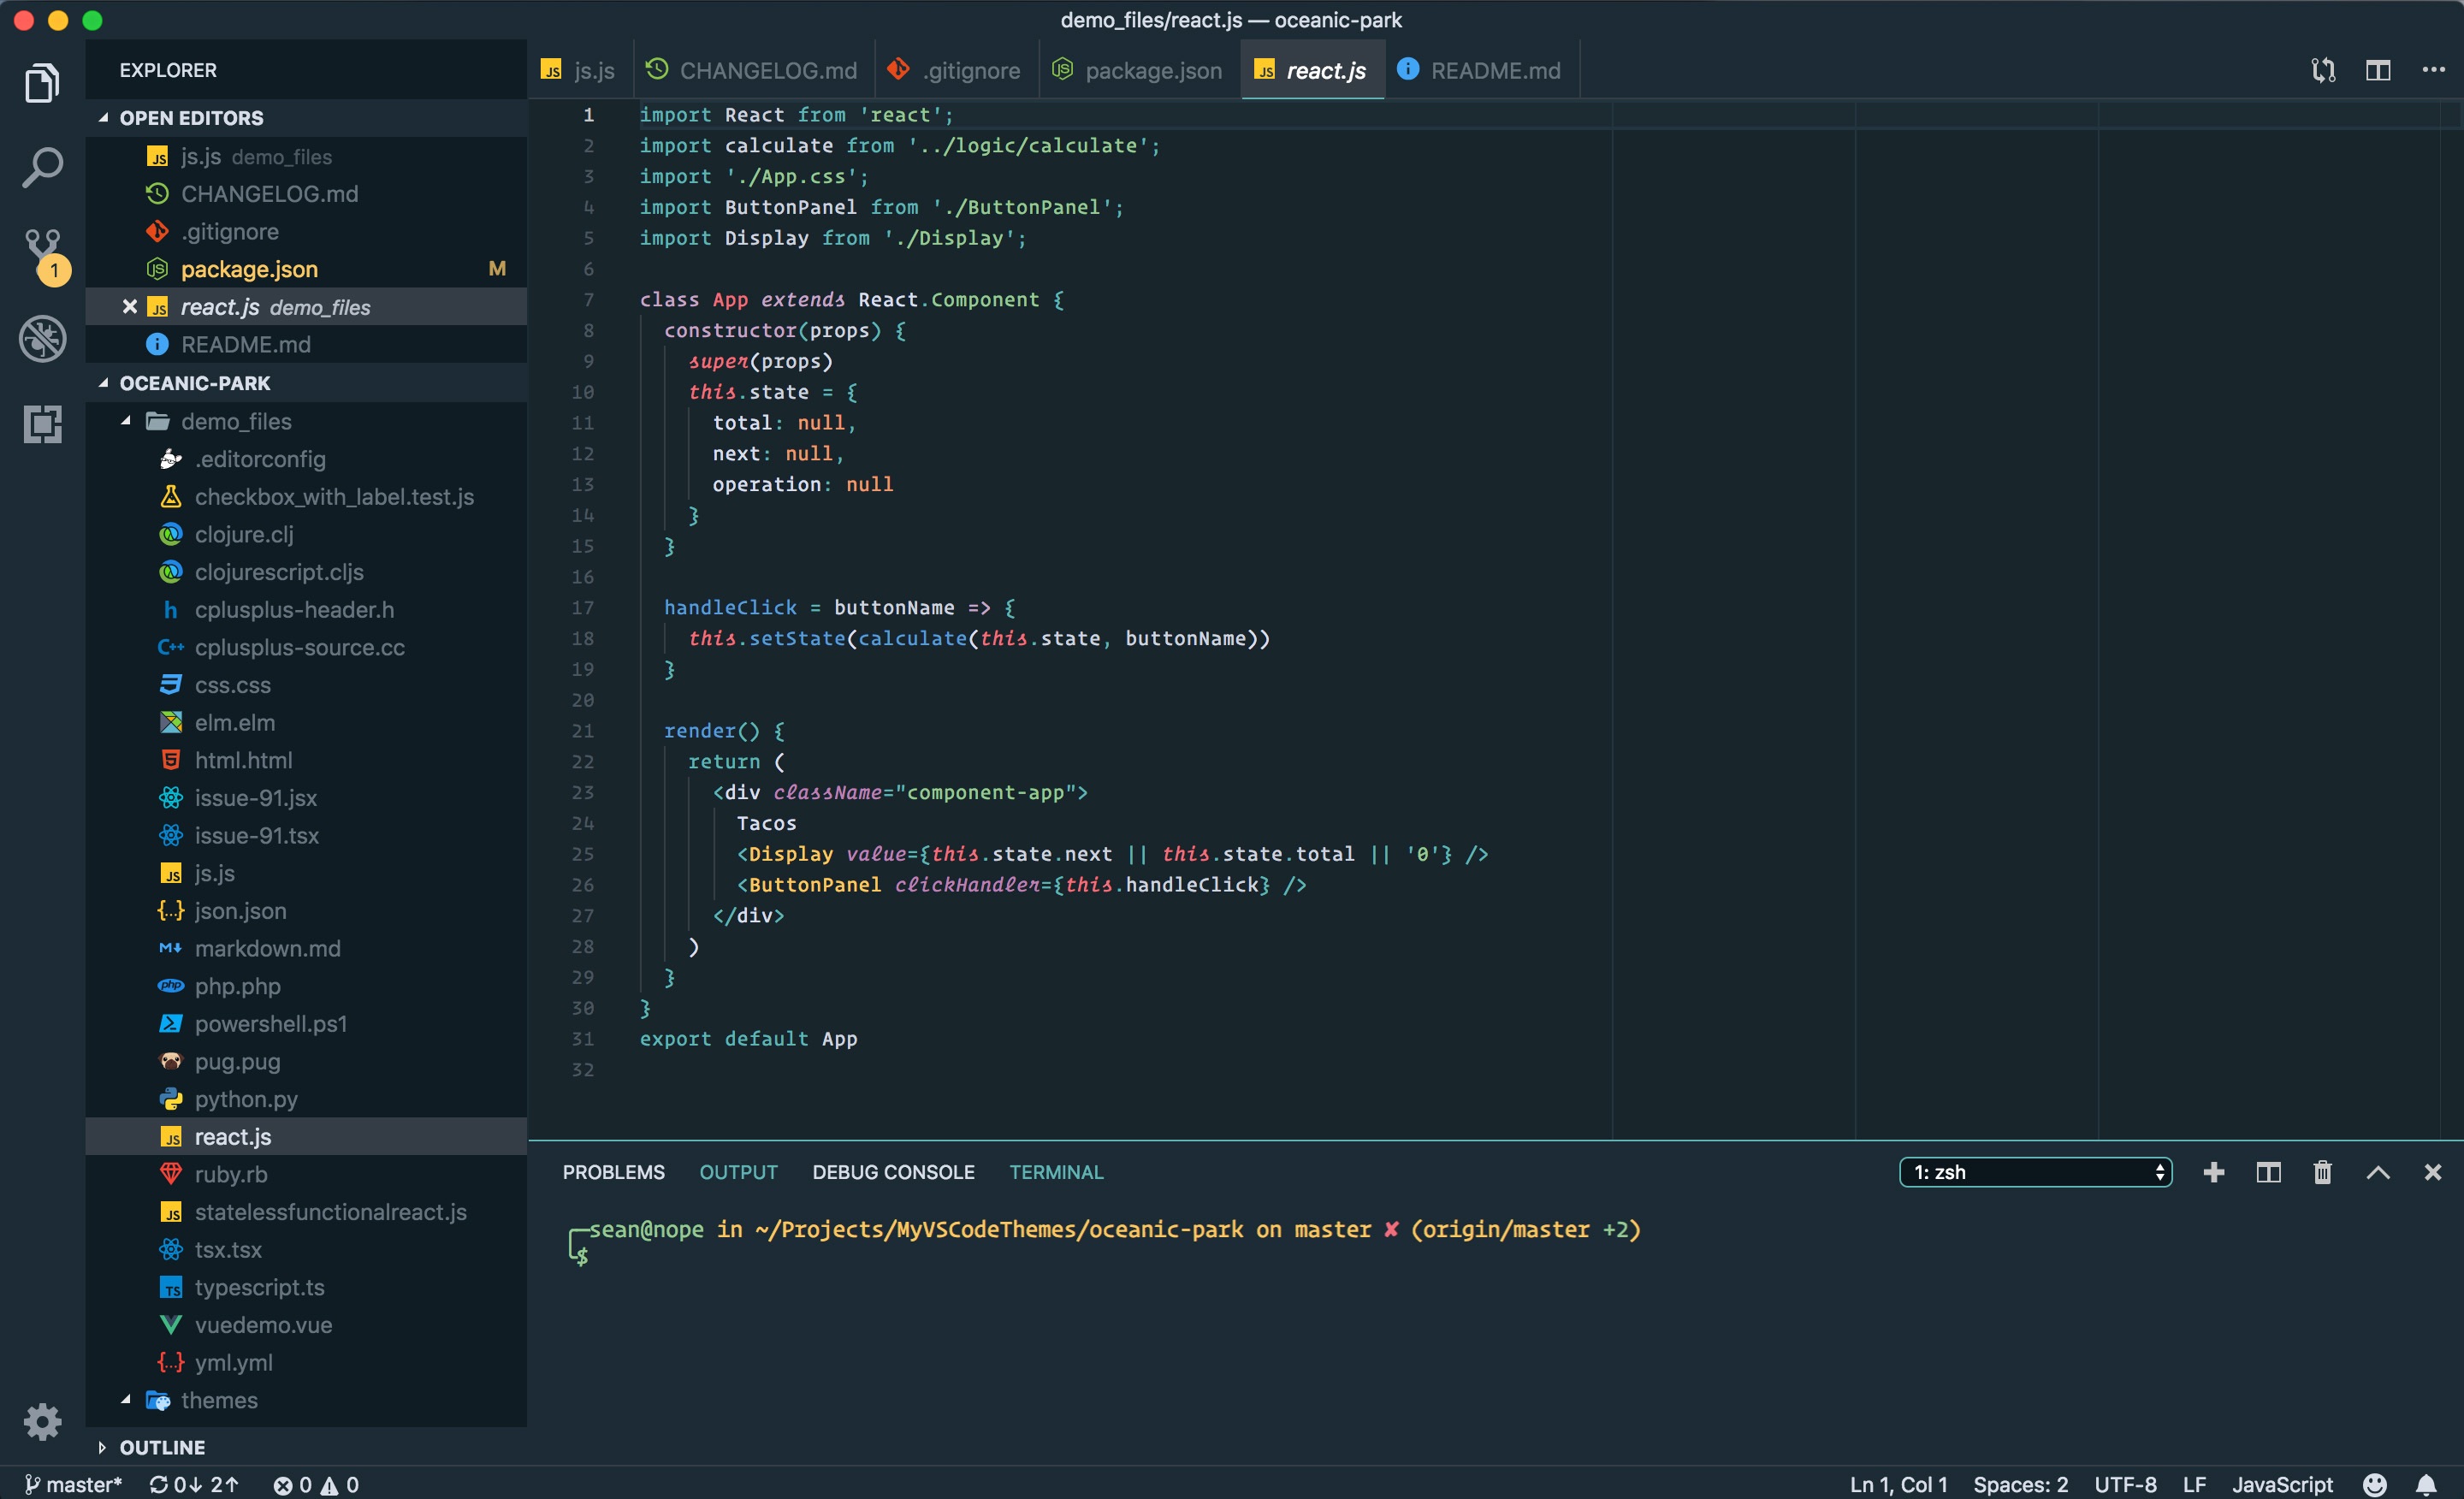 demo_files/react.js — oceanic-park
EXPLORER
OPEN EDITORS
JS js.js demo_files
CHANGELOG.md
.gitignore
package.json M
JS react.js demo_files
README.md
OCEANIC-PARK
demo_files
.editorconfig
checkbox_with_label.test.js
clojure.clj
clojurescript.cljs
h cplusplus-header.h
C++ cplusplus-source.cc
css.css
elm.elm
html.html
issue-91.jsx
issue-91.tsx
JS js.js
{...} json.json
M markdown.md
php php.php
powershell.ps1
pug.pug
python.py
JS react.js
ruby.rb
JS statelessfunctionalreact.js
tsx.tsx
TS typescript.ts
vuedemo.vue
{...} yml.yml
themes
OUTLINE
1
JS js.js CHANGELOG.md .gitignore JS package.json JS react.js README.md
1 import React from 'react';
2 import calculate from '../logic/calculate';
3 import './App.css';
4 import ButtonPanel from './ButtonPanel';
5 import Display from './Display';
6
7 class App extends React.Component {
8 constructor(props) {
9 super(props)
10 this.state = {
11 total: null,
12 next: null,
13 operation: null
14 }
15 }
16
17 handleClick = buttonName => {
18 this.setState(calculate(this.state, buttonName))
19 }
20
21 render() {
22 return (
23 <div className="component-app">
24 Tacos
25 <Display value={this.state.next || this.state.total || '0'} />
26 <ButtonPanel clickHandler={this.handleClick} />
27 </div>
28 )
29 }
30 }
31 export default App
32
PROBLEMS OUTPUT DEBUG CONSOLE TERMINAL 1: zsh
sean@nope in ~/Projects/MyVSCodeThemes/oceanic-park on master ✘ (origin/master +2)
$
master* 0↓ 2↑ 0 0 Ln 1, Col 1 Spaces: 2 UTF-8 LF JavaScript